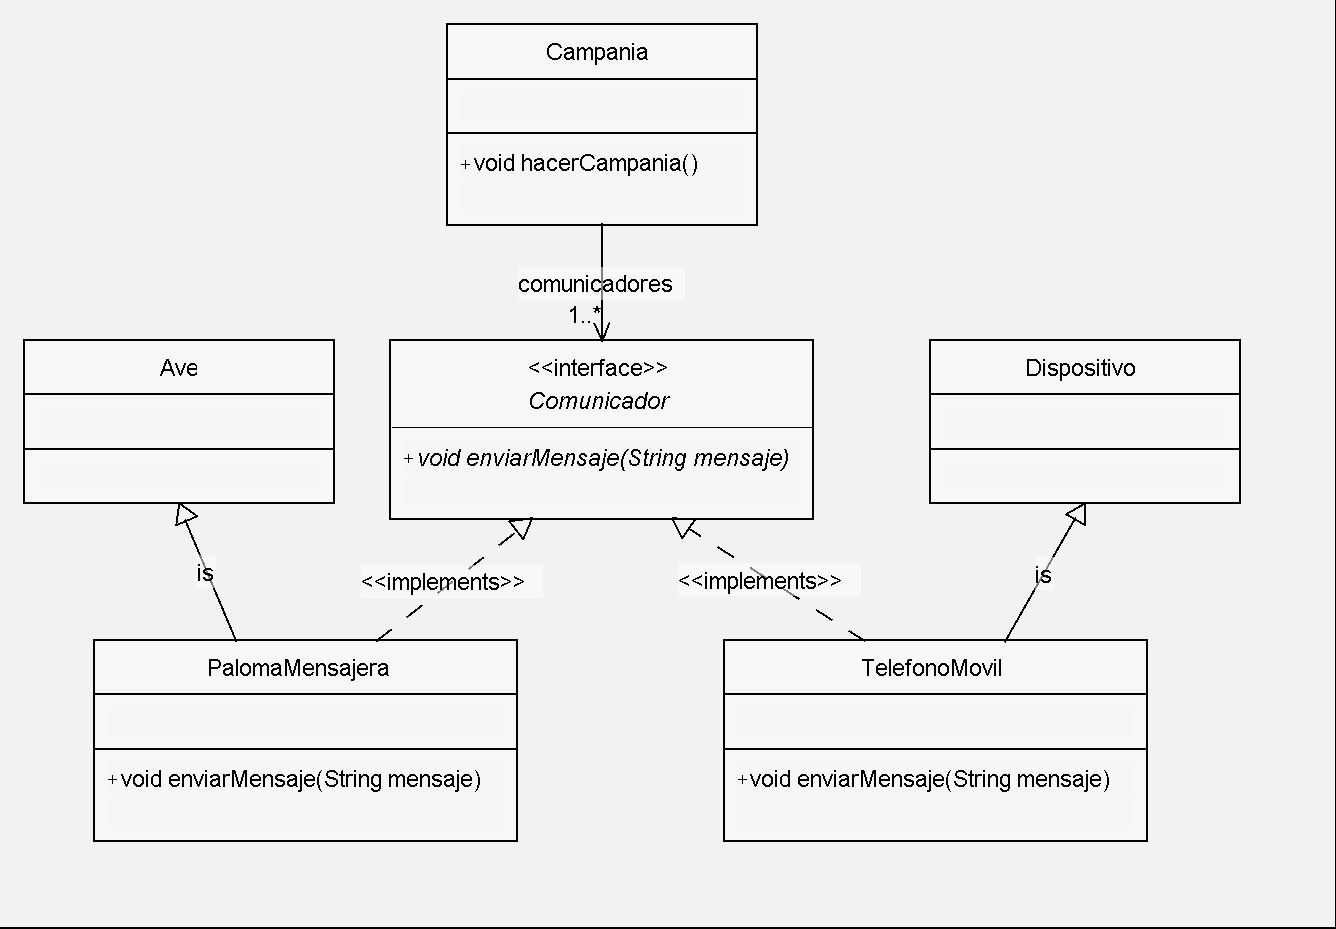 Campania
+void hacerCampania()
comunicadores
1..*
Ave
<<interface>>
Comunicador
+void enviarMensaje(String mensaje)
Dispositivo
is
<<implements>>
<<implements>>
is
PalomaMensajera
+void enviarMensaje(String mensaje)
TelefonoMovil
+void enviarMensaje(String mensaje)